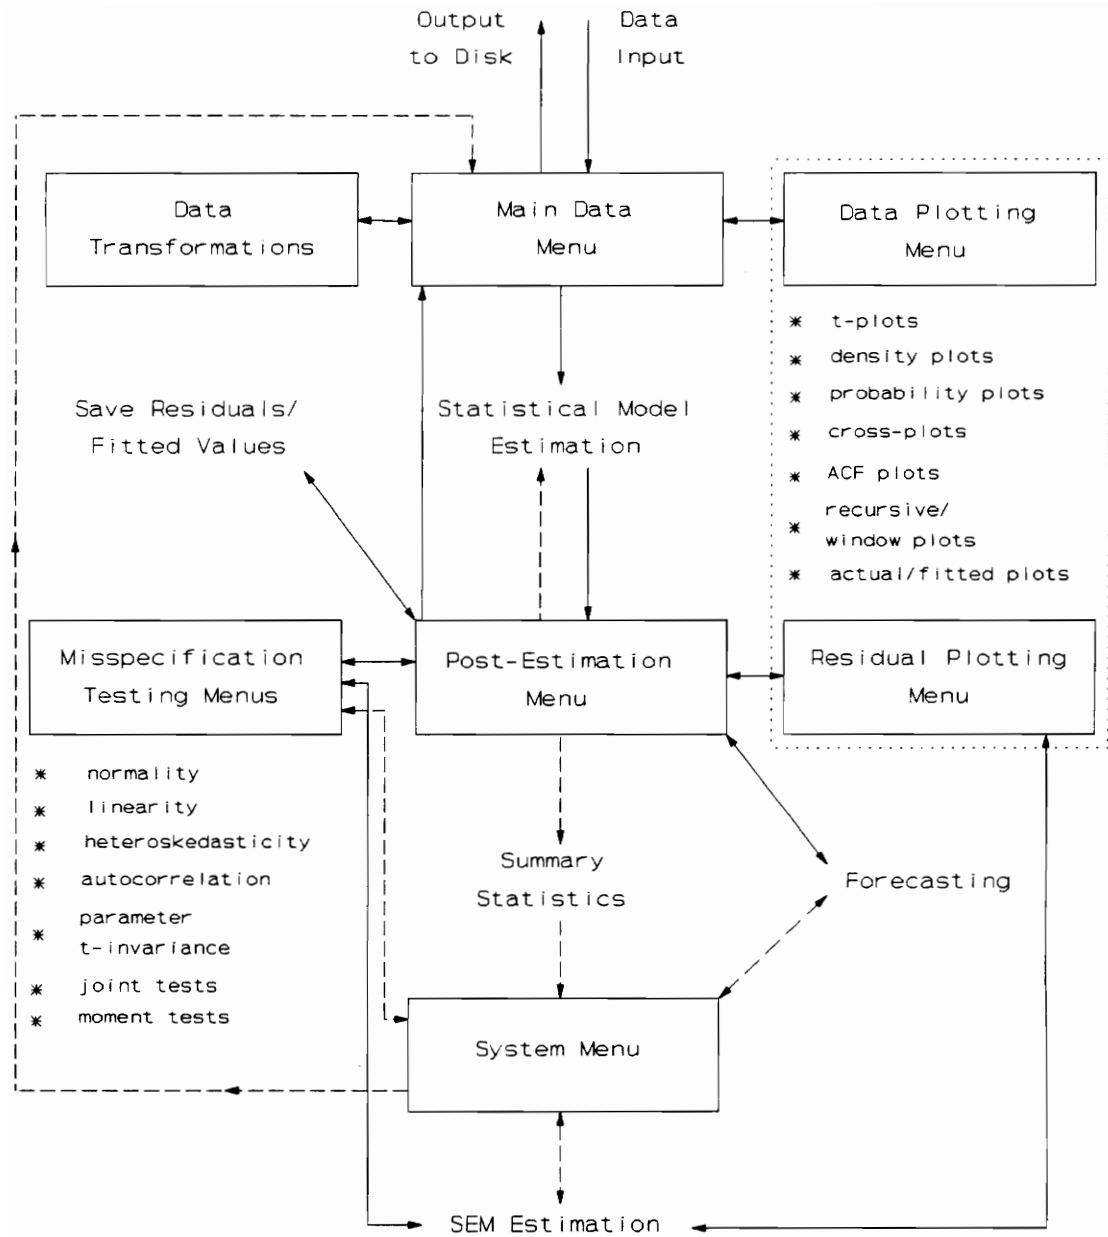 Output
to Disk
Data
Input
Data
Transformations
Main Data
Menu
Data Plotting
Menu
* t-plots
* density plots
* probability plots
* cross-plots
* ACF plots
* recursive/
window plots
* actual/fitted plots
Save Residuals/
Fitted Values
Statistical Model
Estimation
Misspecification
Testing Menus
Post-Estimation
Menu
Residual Plotting
Menu
* normality
* linearity
* heteroskedasticity
* autocorrelation
* parameter
t-invariance
* joint tests
* moment tests
Summary
Statistics
Forecasting
System Menu
SEM Estimation